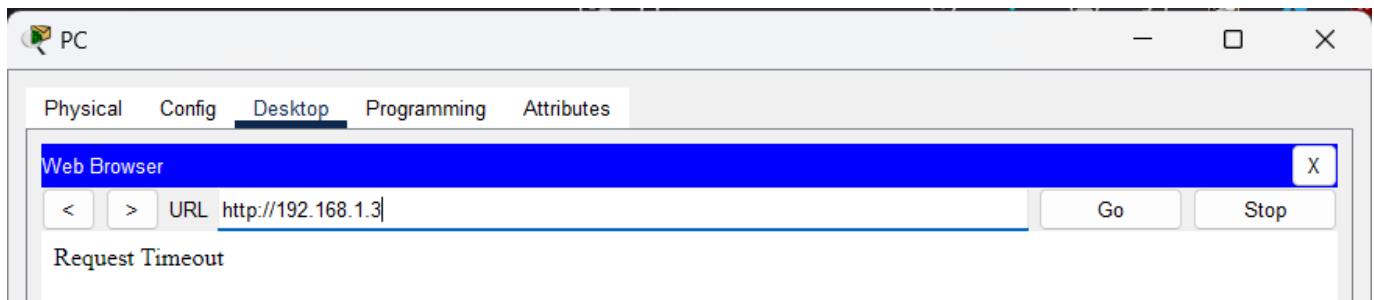 PC
Physical Config Desktop Programming Attributes
Web Browser X
< > URL http://192.168.1.3 Go Stop
Request Timeout